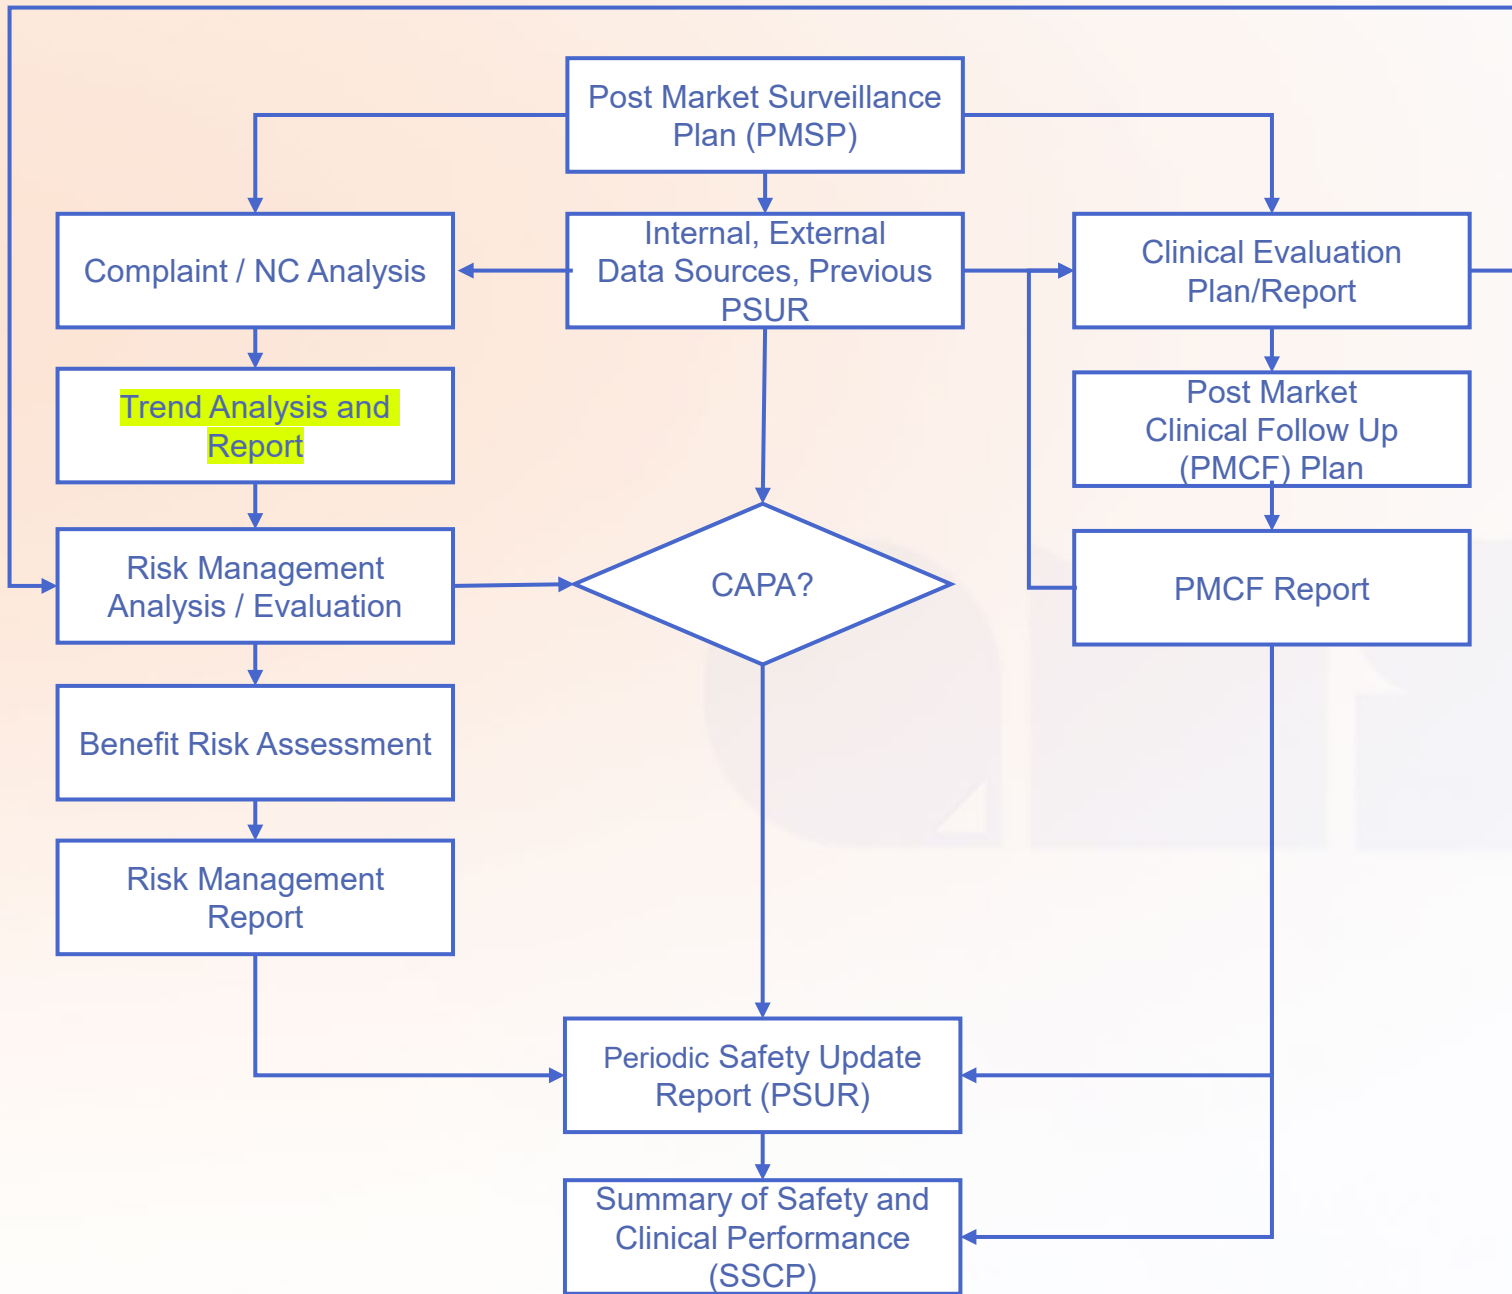 Post Market Surveillance
Plan (PMSP)
Complaint / NC Analysis
Internal, External
Data Sources, Previous
PSUR
Clinical Evaluation
Plan/Report
Trend Analysis and
Report
Post Market
Clinical Follow Up
(PMCF) Plan
Risk Management
Analysis / Evaluation
CAPA?
PMCF Report
Benefit Risk Assessment
Risk Management
Report
Periodic Safety Update
Report (PSUR)
Summary of Safety and
Clinical Performance
(SSCP)